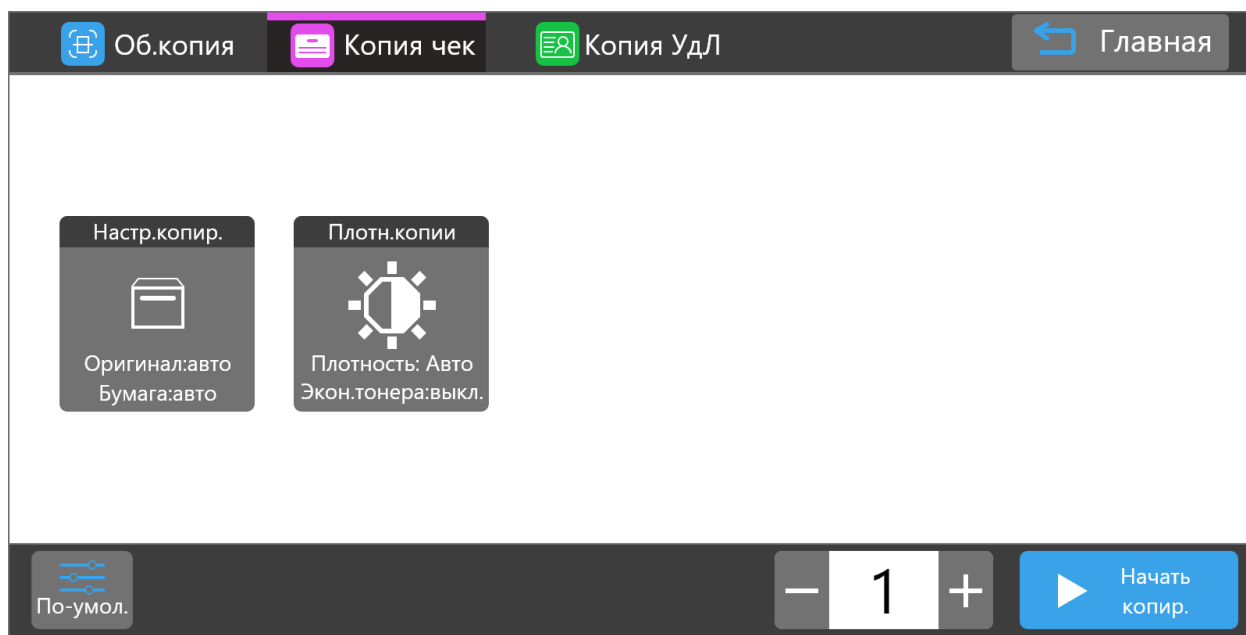 Об.копия
Копия чек
Копия УдЛ
Главная
Настр.копир.
Оригинал:авто
Бумага:авто
Плотн.копии
Плотность: Авто
Экон.тонера:выкл.
По-умол.
1
Начать
копир.